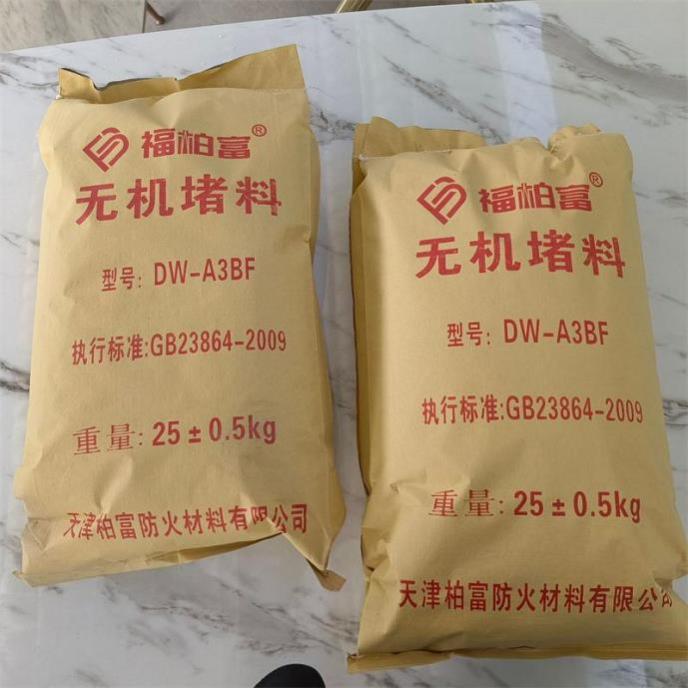 福柏富®
无机堵料
型号: DW-A3BF
执行标准:GB23864-2009
重量: 25±0.5kg
天津柏富防火材料有限公司
福柏富®
无机堵料
型号: DW-A3BF
执行标准:GB23864-2009
重量: 25±0.5kg
天津柏富防火材料有限公司